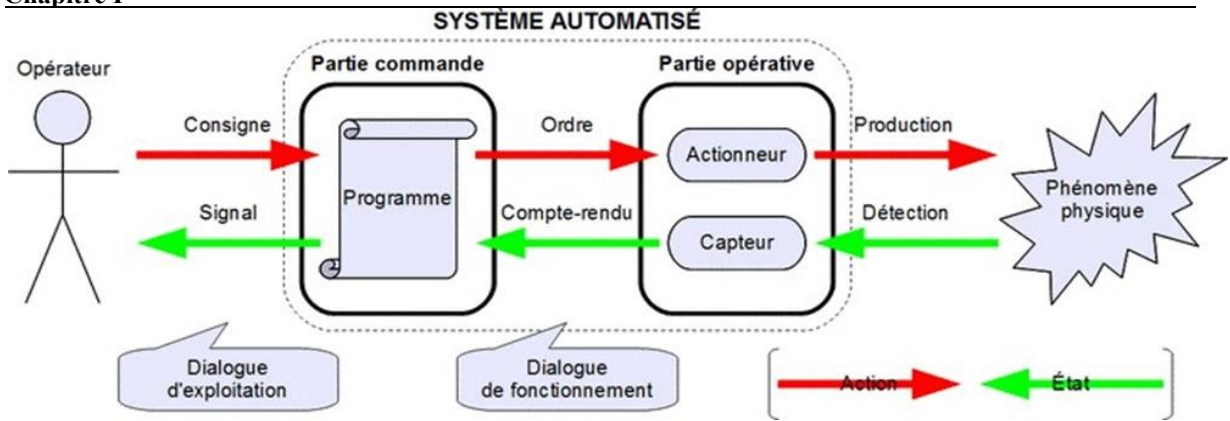 Chapitre I
SYSTÈME AUTOMATISÉ
Opérateur
Partie commande
Partie opérative
Consigne
Ordre
Production
Programme
Actionneur
Phénomène
physique
Signal
Compte-rendu
Capteur
Détection
Dialogue
d'exploitation
Dialogue
de fonctionnement
Action
État